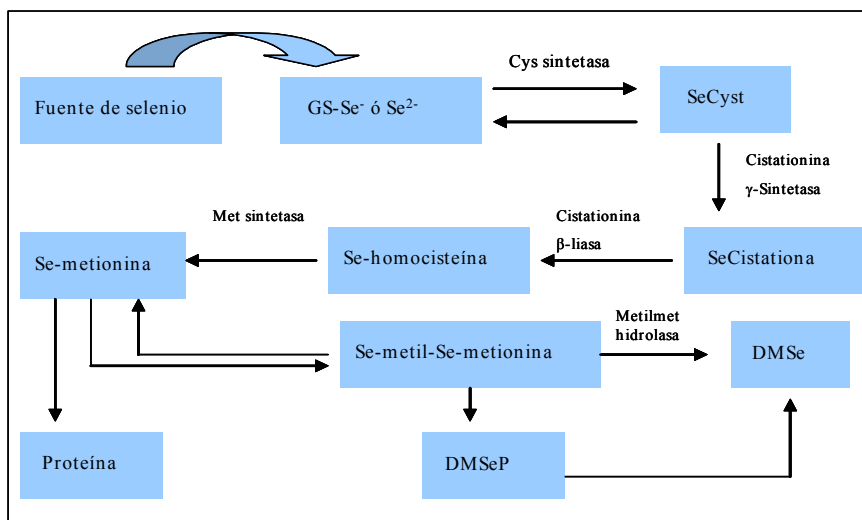 Fuente de selenio
GS-Se⁻ ó Se²⁻
Cys sintetasa
SeCyst
Cistationina
γ-Sintetasa
Met sintetasa
Cistationina
β-liasa
Se-metionina
Se-homocisteína
SeCistationa
Se-metil-Se-metionina
Metilmet
hidrolasa
DMSe
Proteína
DMSeP